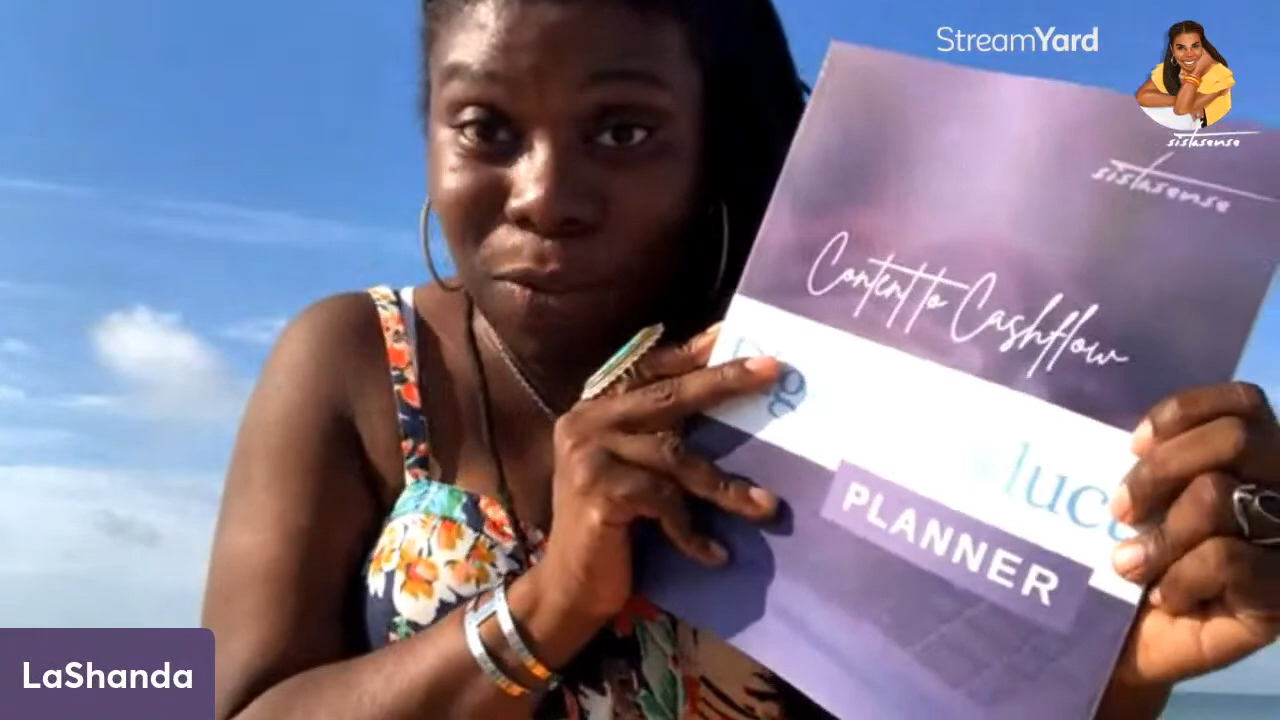 StreamYard
sistasense
sistasense
Content to Cashflow
PLANNER
LaShanda